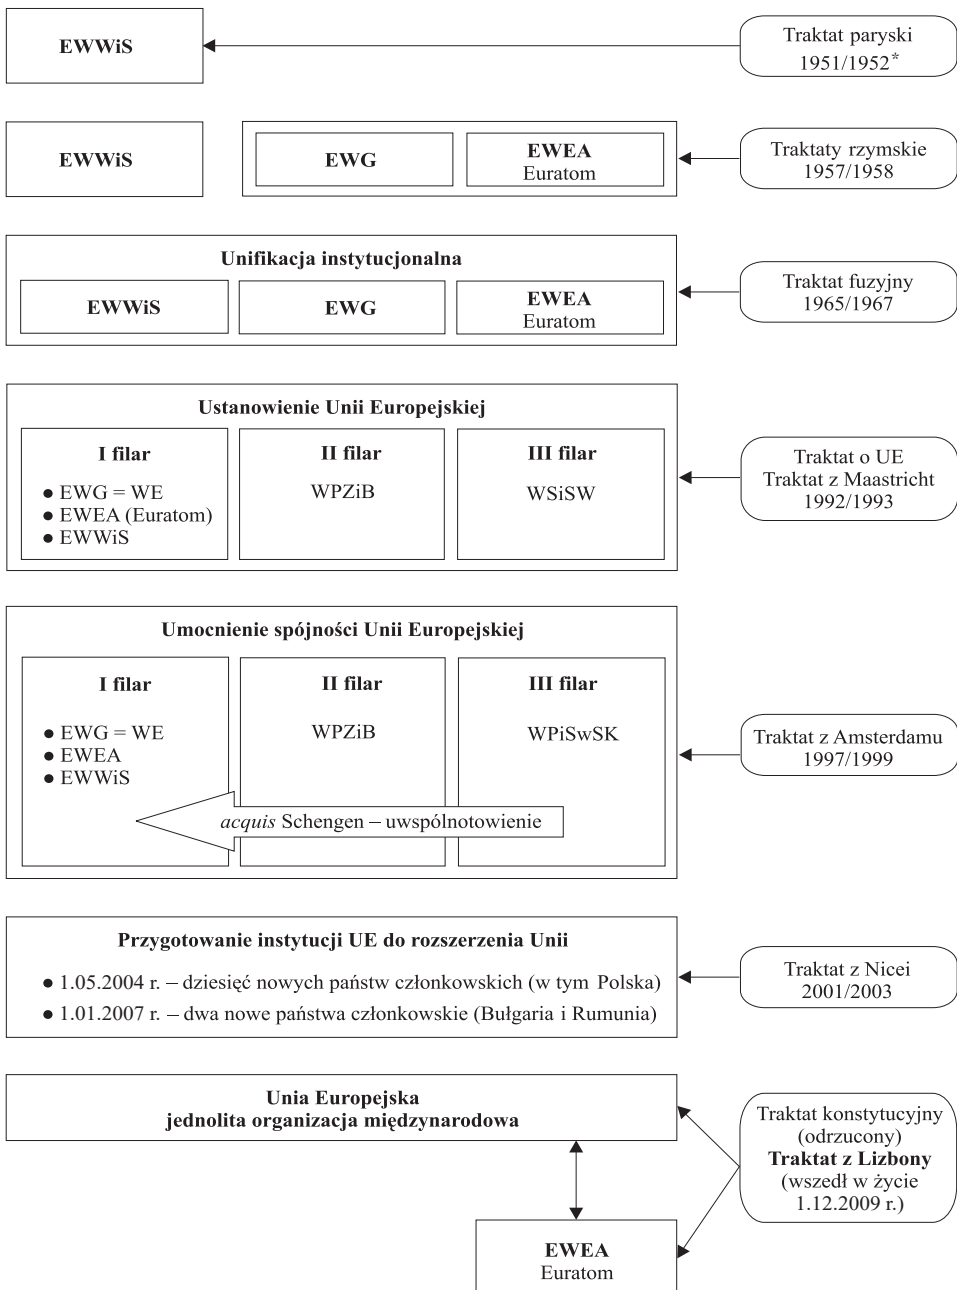 EWWiS
Traktat paryski
1951/1952*
EWWiS
EWG
EWEA
Euratom
Traktaty rzymskie
1957/1958
Unifikacja instytucjonalna
EWWiS
EWG
EWEA
Euratom
Traktat fuzyjny
1965/1967
Ustanowienie Unii Europejskiej
I filar
● EWG = WE
● EWEA (Euratom)
● EWWiS
II filar
WPZiB
III filar
WSiSW
Traktat o UE
Traktat z Maastricht
1992/1993
Umocnienie spójności Unii Europejskiej
I filar
● EWG = WE
● EWEA
● EWWiS
II filar
WPZiB
III filar
WPiSwSK
acquis Schengen – uwspólnotowienie
Traktat z Amsterdamu
1997/1999
Przygotowanie instytucji UE do rozszerzenia Unii
● 1.05.2004 r. – dziesięć nowych państw członkowskich (w tym Polska)
● 1.01.2007 r. – dwa nowe państwa członkowskie (Bułgaria i Rumunia)
Traktat z Nicei
2001/2003
Unia Europejska
jednolita organizacja międzynarodowa
Traktat konstytucyjny
(odrzucony)
Traktat z Lizbony
(wszedł w życie
1.12.2009 r.)
EWEA
Euratom